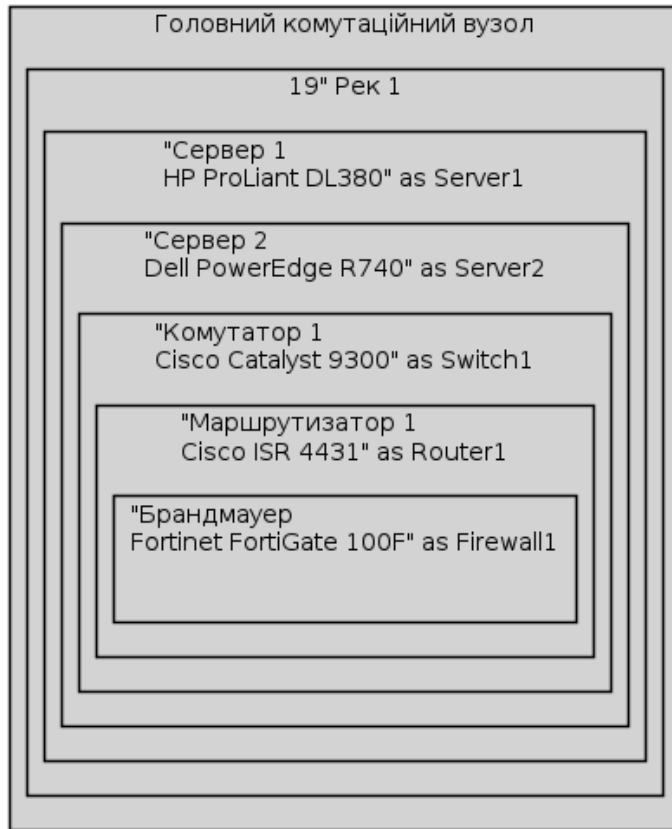 Головний комутаційний вузол
19" Рек 1
"Сервер 1
HP ProLiant DL380" as Server1
"Сервер 2
Dell PowerEdge R740" as Server2
"Комутатор 1
Cisco Catalyst 9300" as Switch1
"Маршрутизатор 1
Cisco ISR 4431" as Router1
"Брандмауер
Fortinet FortiGate 100F" as Firewall1